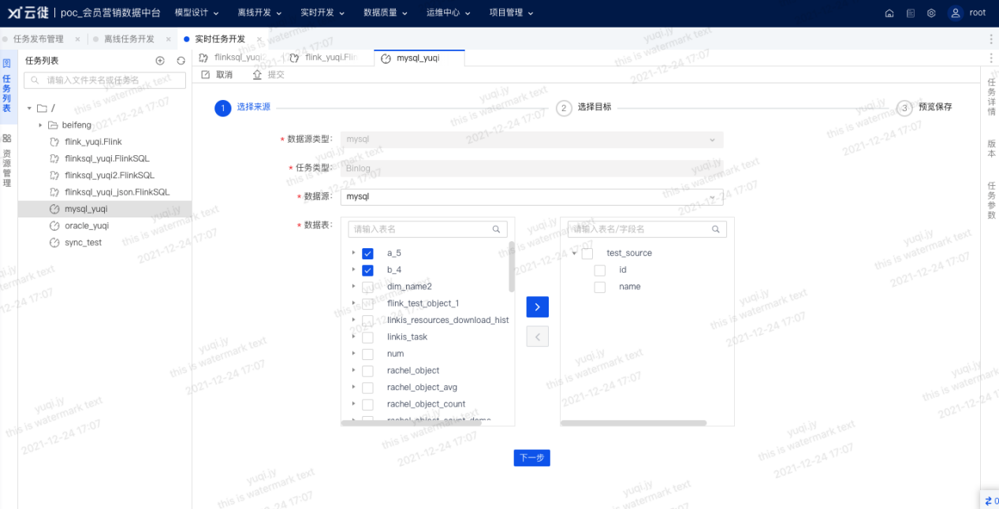 云徙 | poc_会员营销数据中台 模型设计 离线开发 实时开发 数据质量 运维中心 项目管理 root
任务发布管理 × 离线任务开发 × 实时任务开发 ×
任务列表
资源管理
任务列表
请输入文件夹名或任务名
/
beifeng
flink_yuqi.Flink
flinksql_yuqi.FlinkSQL
flinksql_yuqi2.FlinkSQL
flinksql_yuqi_json.FlinkSQL
mysql_yuqi
oracle_yuqi
sync_test
flinksql_yuqi flink_yuqi.Flin mysql_yuqi
取消 提交
1 选择来源 2 选择目标 3 预览保存
* 数据源类型: mysql
* 任务类型: Binlog
* 数据源: mysql
* 数据表:
请输入表名
a_5
b_4
dim_name2
flink_test_object_1
linkis_resources_download_hist
linkis_task
num
rachel_object
rachel_object_avg
rachel_object_count
rachel_object_count_demo
请输入表名/字段名
test_source
id
name
下一步
任务详情
版本
任务参数
0
yuqi.jy
this is watermark text
2021-12-24 17:07